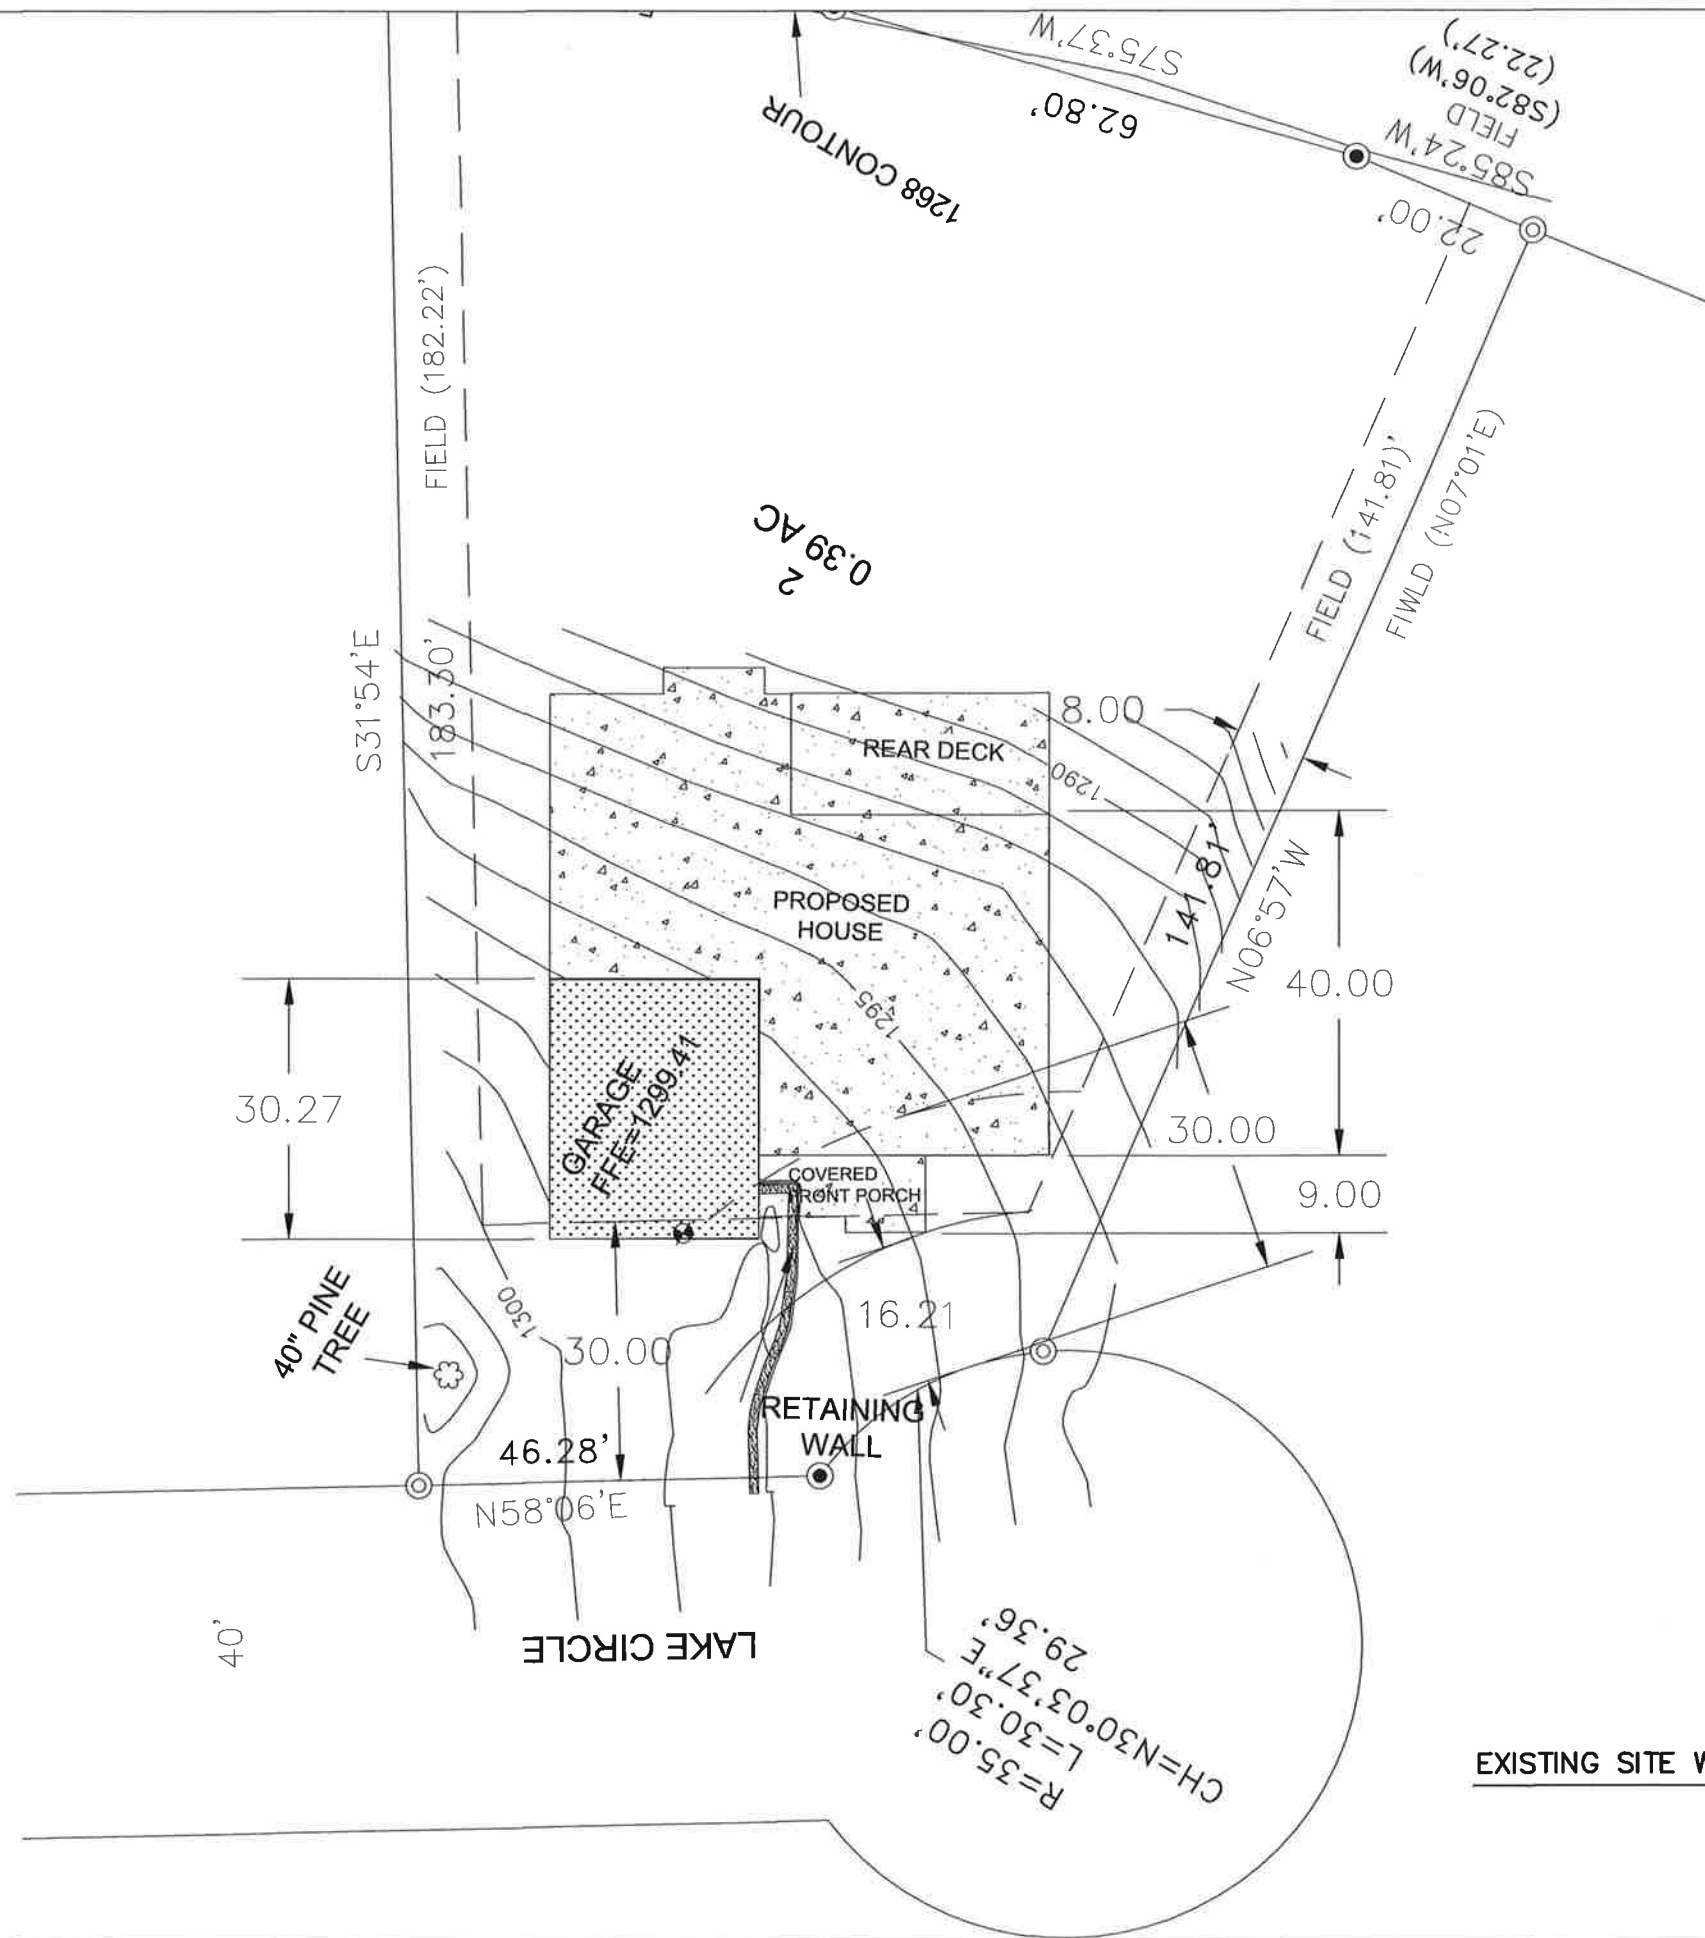 S75°37'W
62.80'
S85°24'W
FIELD
(S82°06'W)
(22.27')
22.00'
1268 CONTOUR
FIELD (182.22')
S31°54'E
183.30'
2
0.39 AC
FIELD (141.81)'
FIWLD (N07°01'E)
8.00
REAR DECK
1290
141.81'
N06°57'W
PROPOSED
HOUSE
40.00
1295
GARAGE
FFE=1299.41
30.27
30.00
COVERED
FRONT PORCH
9.00
40" PINE
TREE
1300
30.00
16.21
RETAINING
WALL
46.28'
N58°06'E
40'
LAKE CIRCLE
R=35.00'
L=30.30'
CH=N30°03'37"E
29.36'
EXISTING SITE